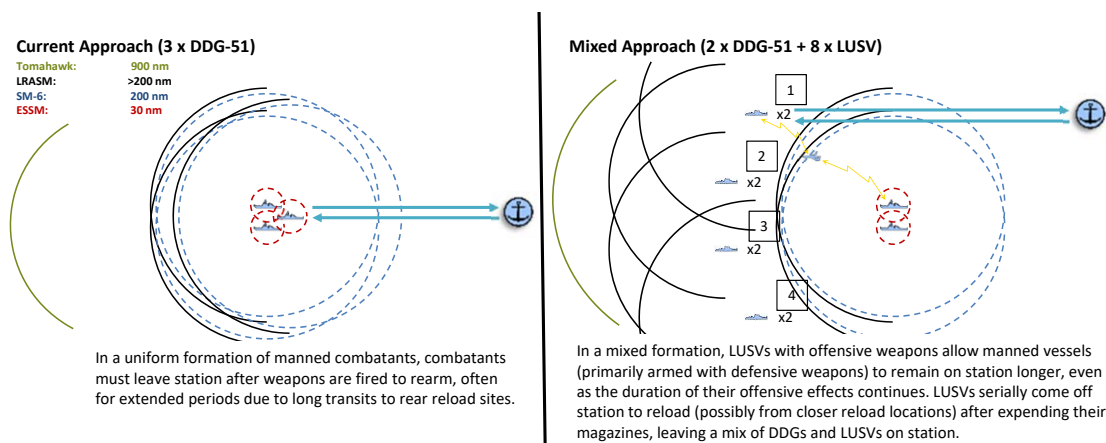 Current Approach (3 x DDG-51)
Tomahawk: 900 nm
LRASM: >200 nm
SM-6: 200 nm
ESSM: 30 nm
In a uniform formation of manned combatants, combatants
must leave station after weapons are fired to rearm, often
for extended periods due to long transits to rear reload sites.
Mixed Approach (2 x DDG-51 + 8 x LUSV)
1
x2
2
x2
3
x2
4
x2
In a mixed formation, LUSVs with offensive weapons allow manned vessels
(primarily armed with defensive weapons) to remain on station longer, even
as the duration of their offensive effects continues. LUSVs serially come off
station to reload (possibly from closer reload locations) after expending their
magazines, leaving a mix of DDGs and LUSVs on station.